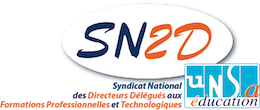 SN2D
Syndicat National
des Directeurs Délégués aux
Formations Professionnelles et Technologiques
UNSa
éducation